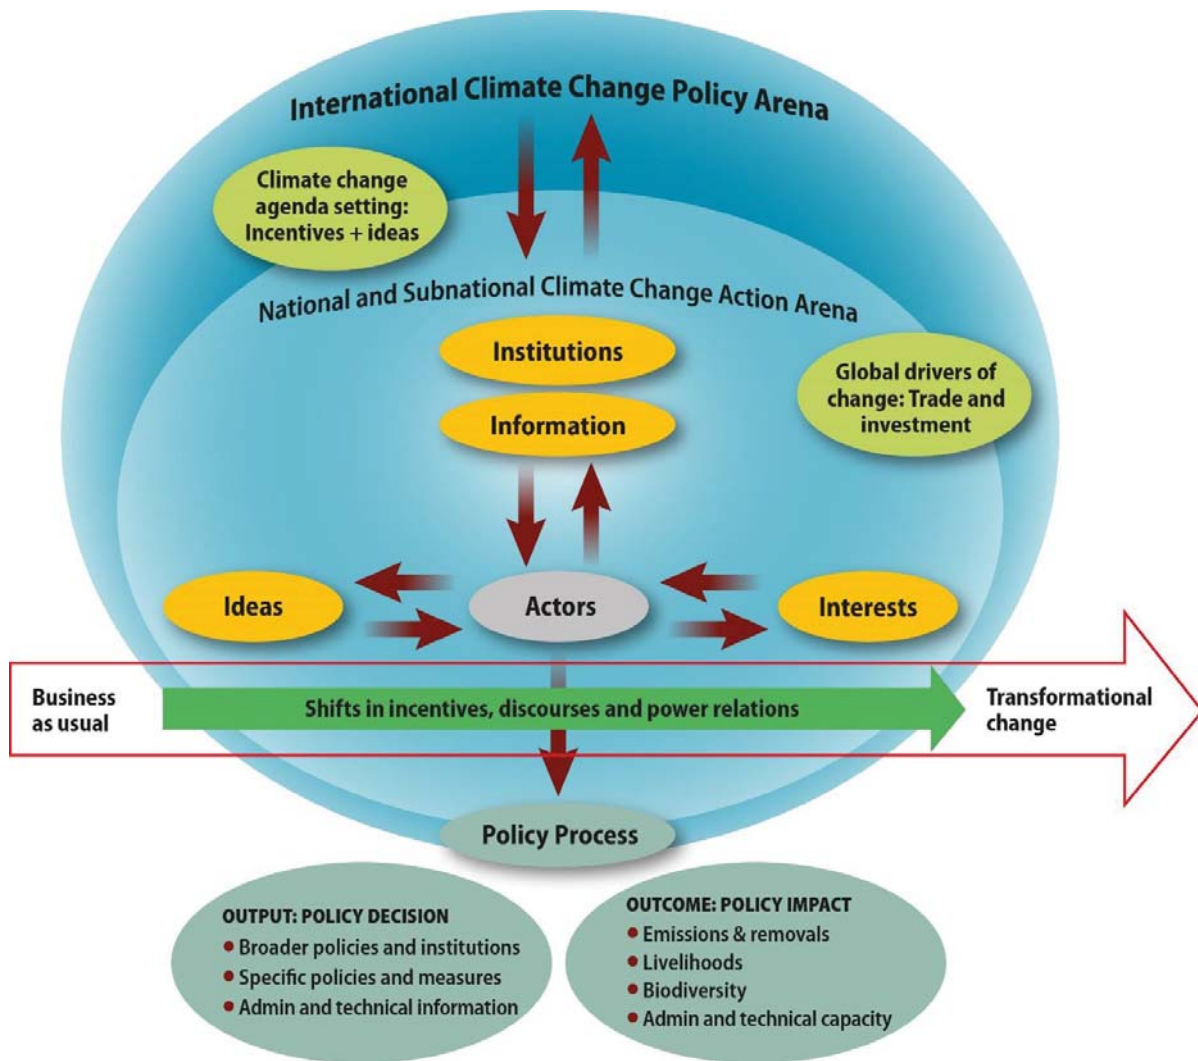 International Climate Change Policy Arena
Climate change
agenda setting:
Incentives + ideas
National and Subnational Climate Change Action Arena
Institutions
Global drivers of
change: Trade and
investment
Information
Ideas
Actors
Interests
Business
as usual
Shifts in incentives, discourses and power relations
Transformational
change
Policy Process
OUTPUT: POLICY DECISION
• Broader policies and institutions
• Specific policies and measures
• Admin and technical information
OUTCOME: POLICY IMPACT
• Emissions & removals
• Livelihoods
• Biodiversity
• Admin and technical capacity